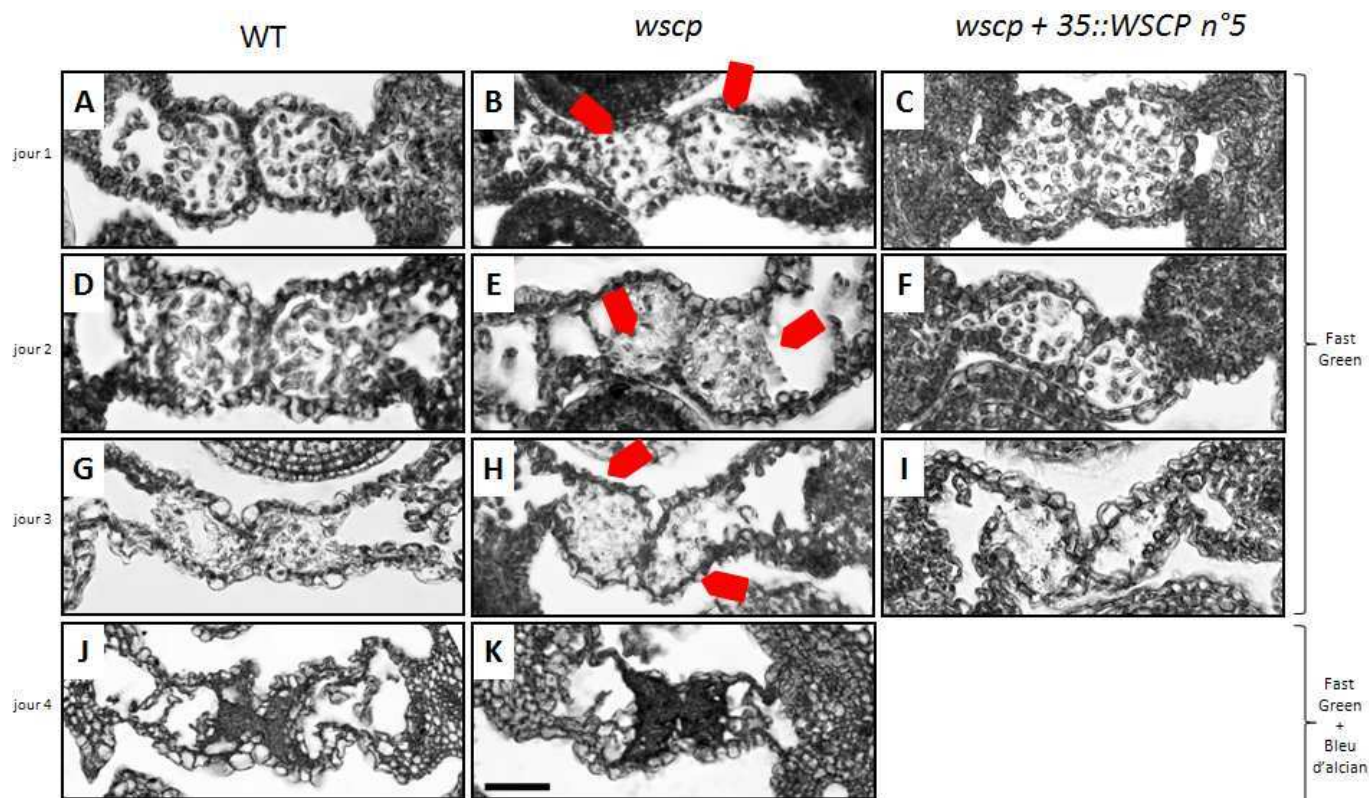 WT
wscp
wscp + 35::WSCP n°5
A
B
C
jour 1
D
E
F
jour 2
Fast
Green
G
H
I
jour 3
J
K
jour 4
Fast
Green
+
Bleu
d'alcian